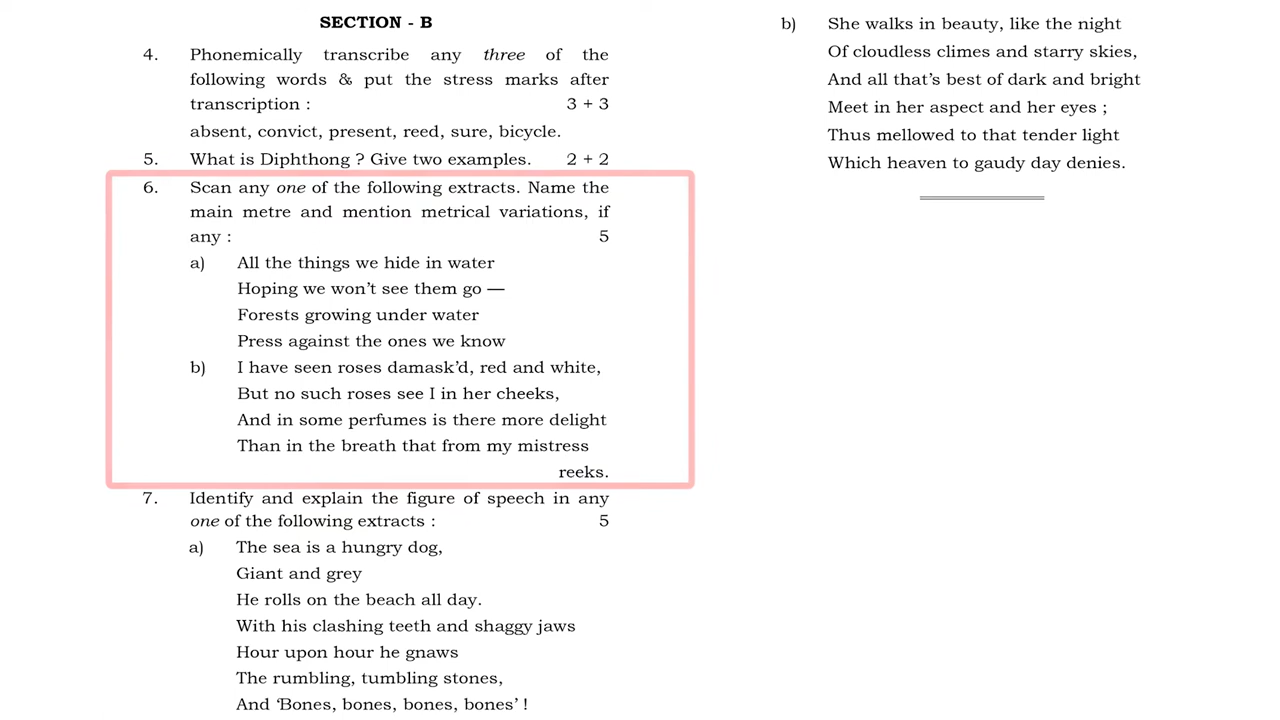 SECTION - B
4. Phonemically transcribe any three of the
following words & put the stress marks after
transcription : 3 + 3
absent, convict, present, reed, sure, bicycle.
5. What is Diphthong ? Give two examples. 2 + 2
6. Scan any one of the following extracts. Name the
main metre and mention metrical variations, if
any : 5
a) All the things we hide in water
Hoping we won't see them go —
Forests growing under water
Press against the ones we know
b) I have seen roses damask'd, red and white,
But no such roses see I in her cheeks,
And in some perfumes is there more delight
Than in the breath that from my mistress
reeks.
7. Identify and explain the figure of speech in any
one of the following extracts : 5
a) The sea is a hungry dog,
Giant and grey
He rolls on the beach all day.
With his clashing teeth and shaggy jaws
Hour upon hour he gnaws
The rumbling, tumbling stones,
And 'Bones, bones, bones, bones' !
b) She walks in beauty, like the night
Of cloudless climes and starry skies,
And all that's best of dark and bright
Meet in her aspect and her eyes ;
Thus mellowed to that tender light
Which heaven to gaudy day denies.